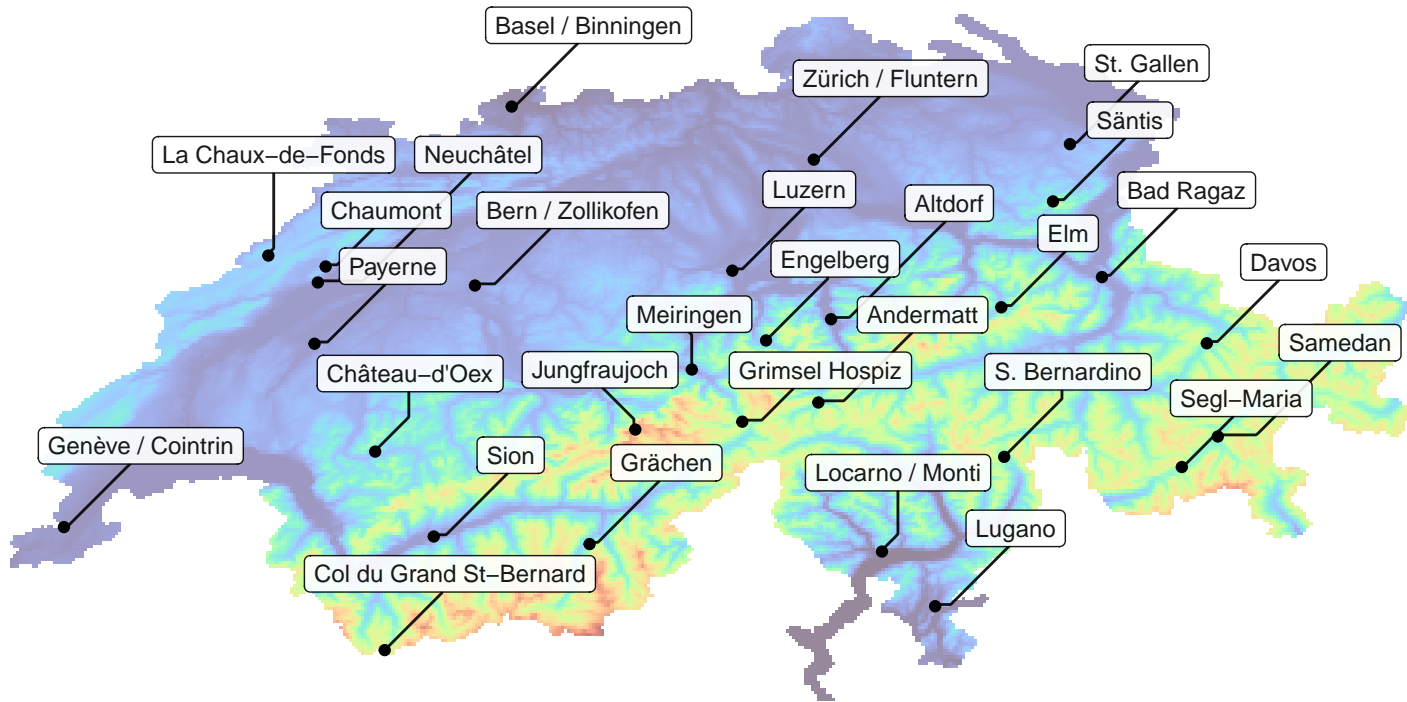 Basel / Binningen
Zürich / Fluntern
St. Gallen
Säntis
La Chaux−de−Fonds
Neuchâtel
Luzern
Altdorf
Bad Ragaz
Chaumont
Bern / Zollikofen
Elm
Payerne
Engelberg
Davos
Meiringen
Andermatt
Samedan
Château−d'Oex
Jungfraujoch
Grimsel Hospiz
S. Bernardino
Segl−Maria
Genève / Cointrin
Sion
Grächen
Locarno / Monti
Lugano
Col du Grand St−Bernard